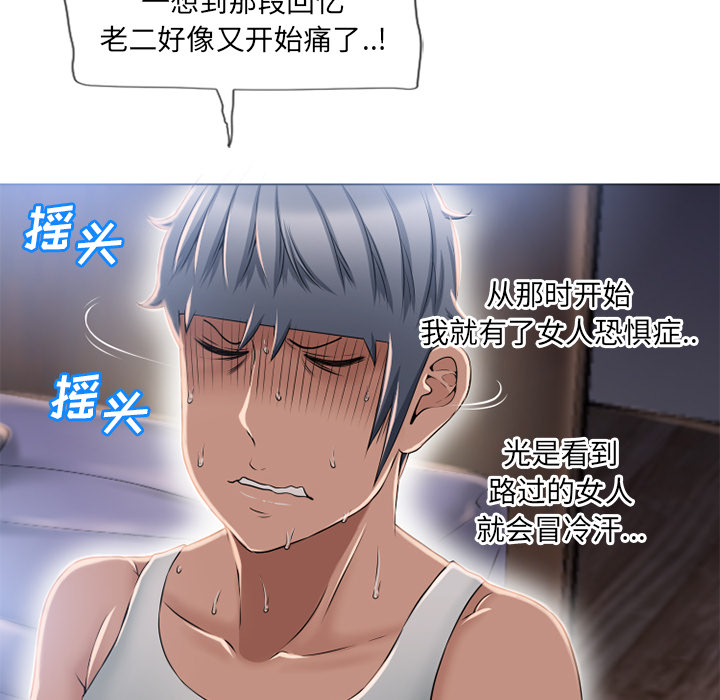 一想到那段回忆
老二好像又开始痛了..!
摇头
从那时开始
我就有了女人恐惧症..
摇头
光是看到
路过的女人
就会冒冷汗...